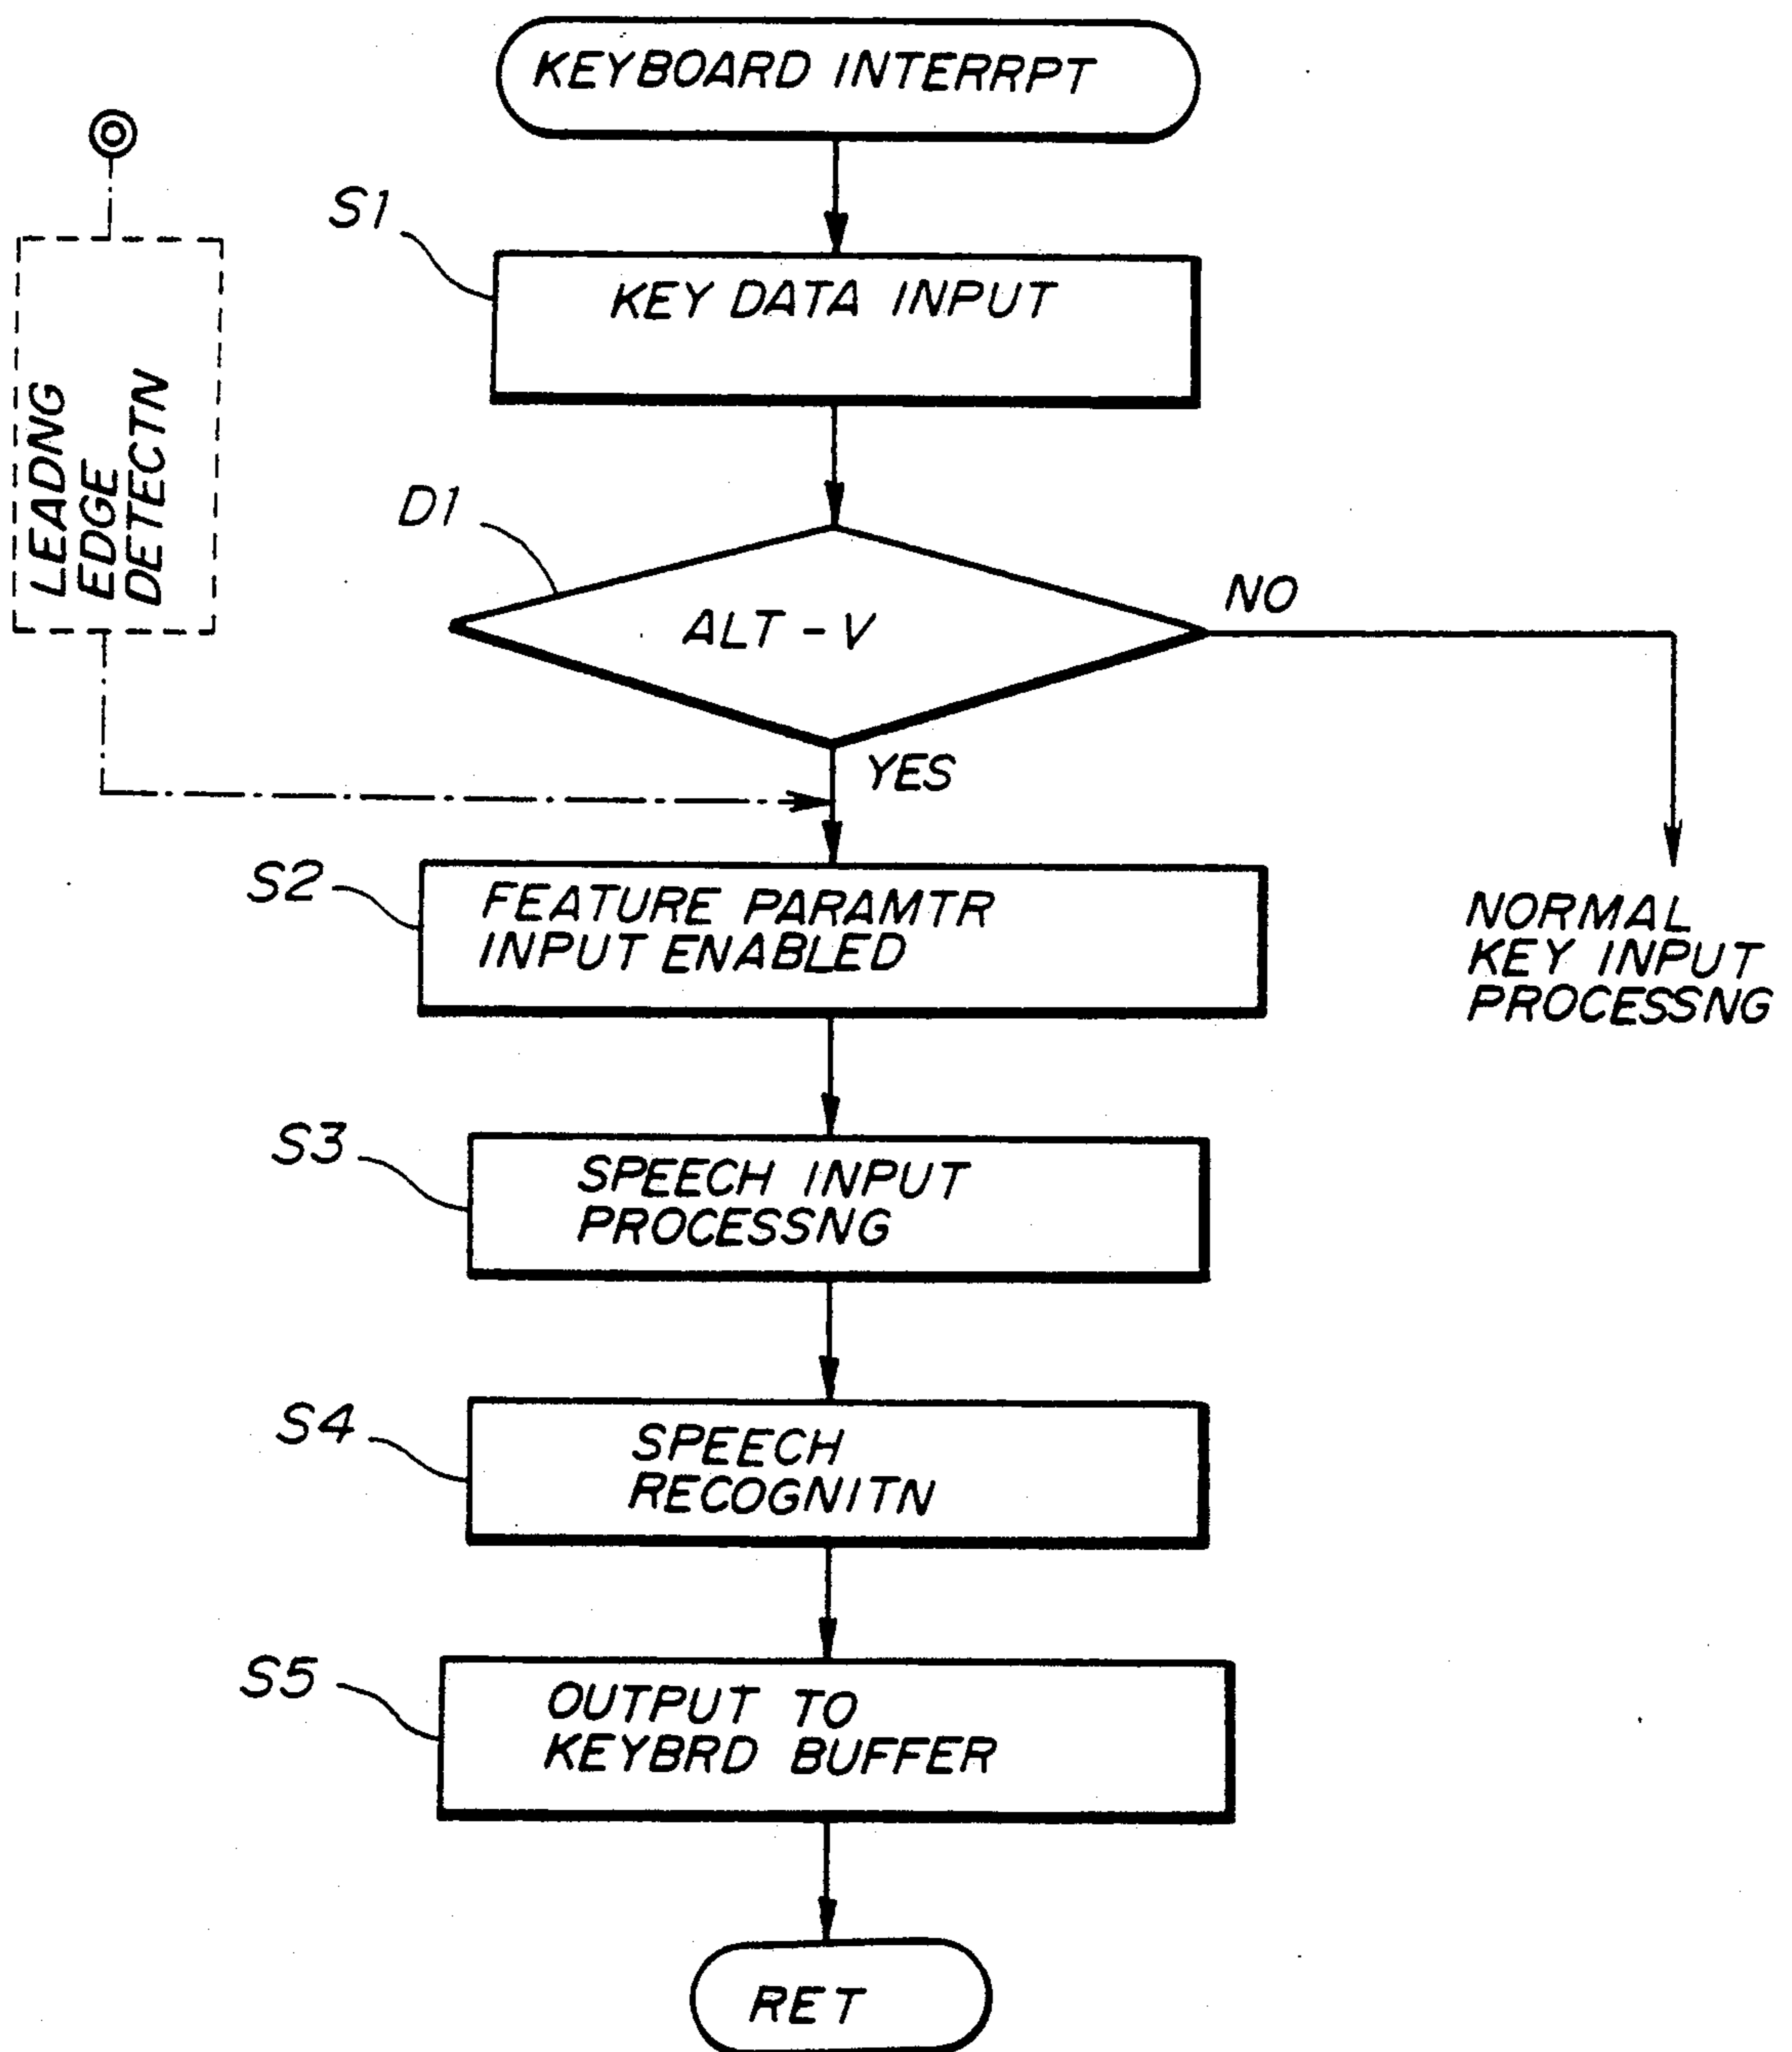 KEYBOARD INTERRPT
S1
KEY DATA INPUT
LEADNG
EDGE
DETECTN
D1
ALT - V
NO
YES
S2
FEATURE PARAMTR
INPUT ENABLED
NORMAL
KEY INPUT
PROCESSNG
S3
SPEECH INPUT
PROCESSNG
S4
SPEECH
RECOGNITN
S5
OUTPUT TO
KEYBRD BUFFER
RET